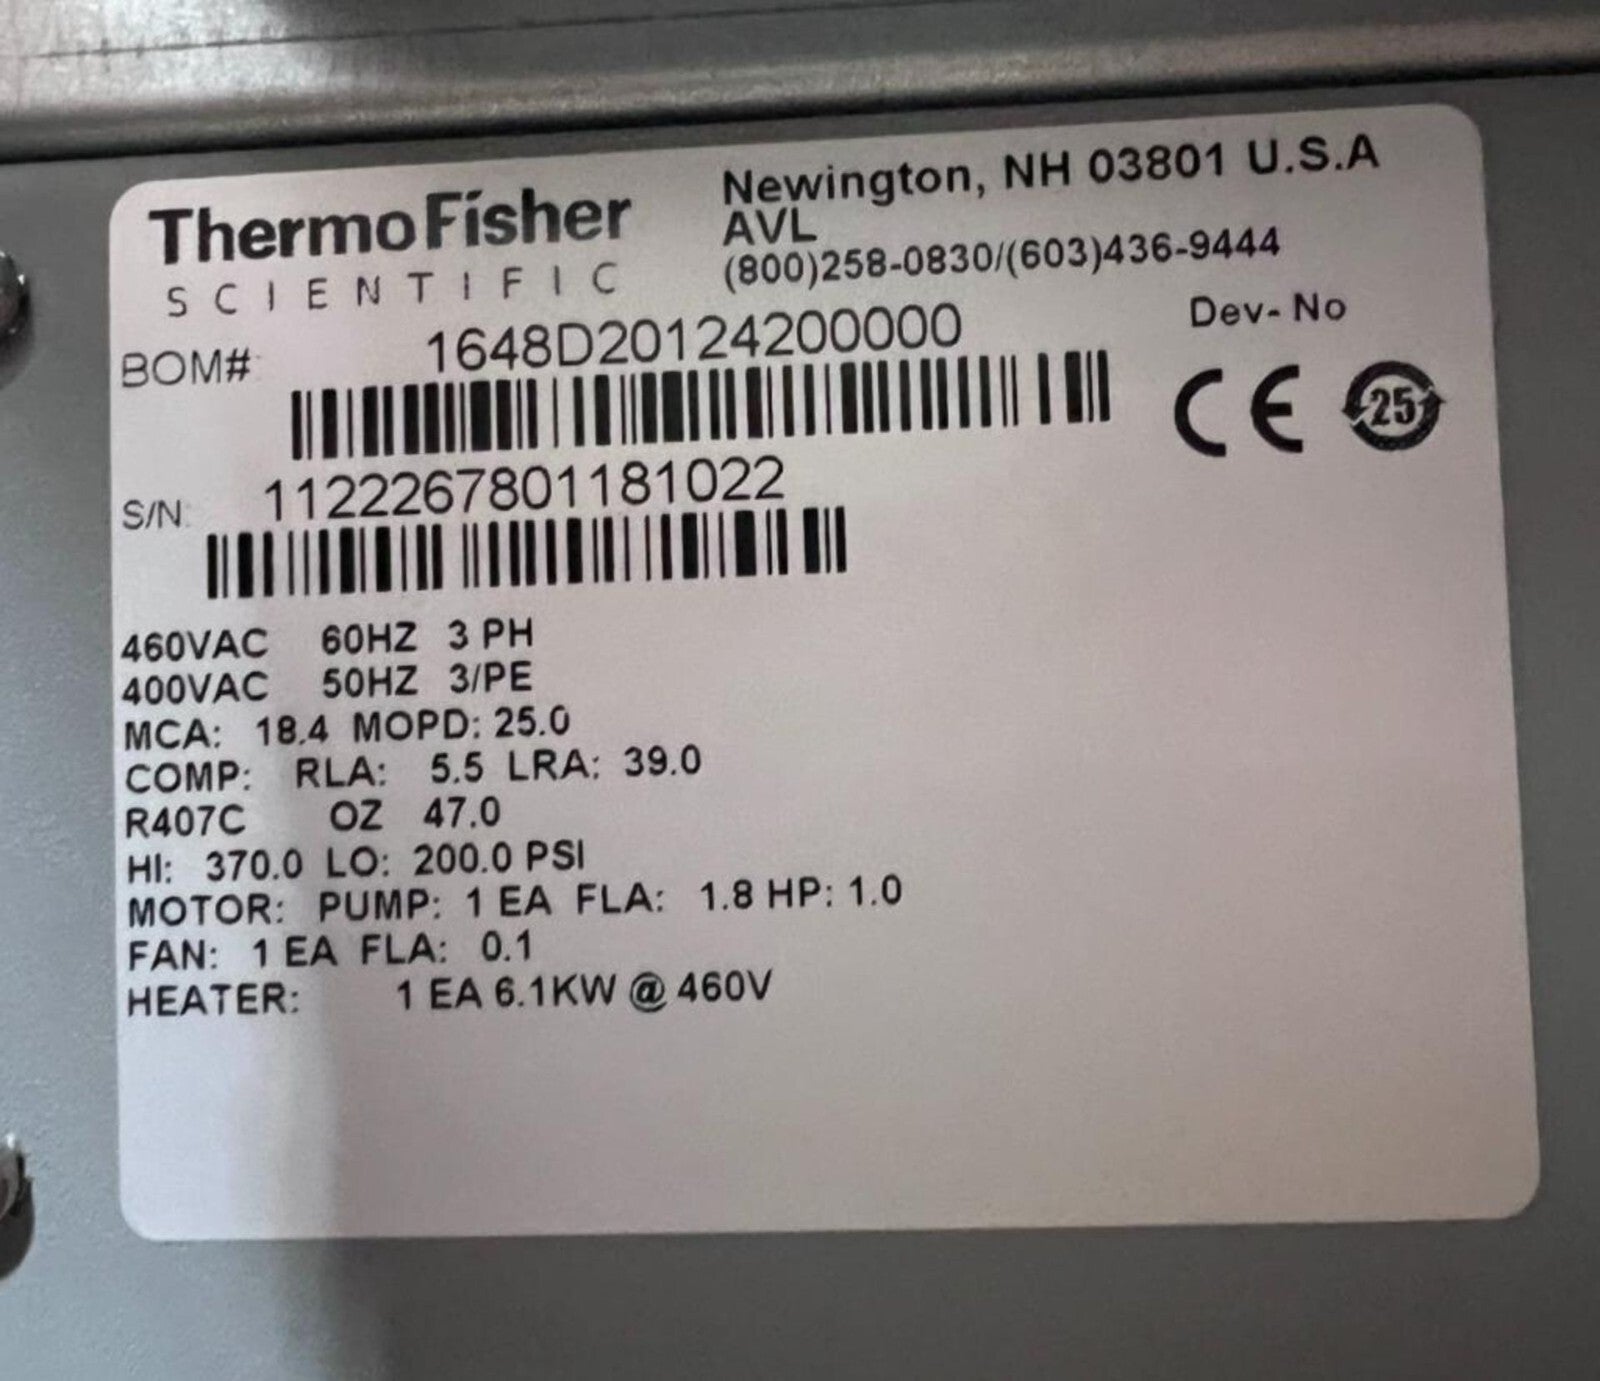 ThermoFisher
SCIENTIFIC
Newington, NH 03801 U.S.A
AVL
(800)258-0830/(603)436-9444
BOM#: 1648D20124200000
Dev- No
CE 25
S/N: 1122267801181022
460VAC 60HZ 3 PH
400VAC 50HZ 3/PE
MCA: 18.4 MOPD: 25.0
COMP: RLA: 5.5 LRA: 39.0
R407C OZ 47.0
HI: 370.0 LO: 200.0 PSI
MOTOR: PUMP: 1 EA FLA: 1.8 HP: 1.0
FAN: 1 EA FLA: 0.1
HEATER: 1 EA 6.1KW @ 460V